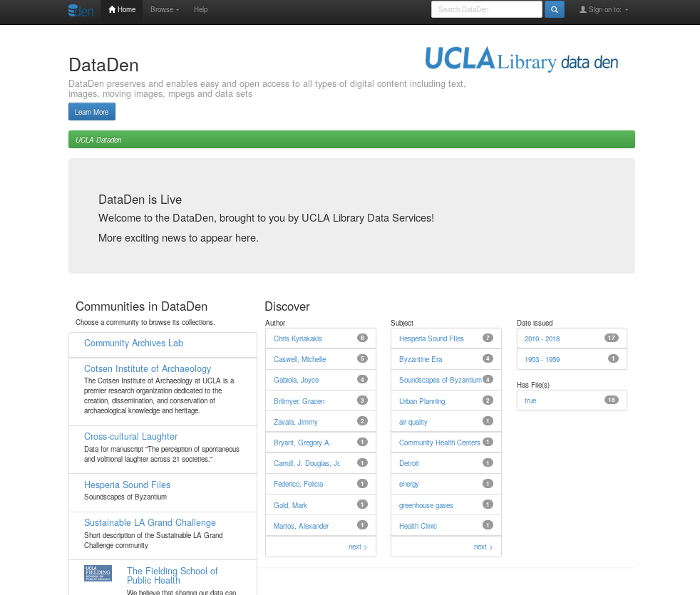 Den
Home
Browse
Help
Search DataDen
Sign on to:
DataDen
UCLA Library data den
DataDen preserves and enables easy and open access to all types of digital content including text,
images, moving images, mpegs and data sets
Learn More
UCLA Dataden
DataDen is Live
Welcome to the DataDen, brought to you by UCLA Library Data Services!
More exciting news to appear here.
Communities in DataDen
Choose a community to browse its collections.
Community Archives Lab
Cotsen Institute of Archaeology
The Cotsen Institute of Archaeology at UCLA is a
premier research organization dedicated to the
creation, dissemination, and conservation of
archaeological knowledge and heritage.
Cross-cultural Laughter
Data for manuscript "The perception of spontaneous
and volitional laughter across 21 societies."
Hesperia Sound Files
Soundscapes of Byzantium
Sustainable LA Grand Challenge
Short description of the Sustainable LA Grand
Challenge community
UCLA
FIELDING
The Fielding School of
Public Health
We believe that sharing our data can
Discover
Author
Chris Kyriakakis 6
Caswell, Michelle 5
Gabiola, Joyce 4
Brilmyer, Gracen 3
Zavala, Jimmy 2
Bryant, Gregory A. 1
Carroll, J. Douglas, Jr. 1
Federico, Felicia 1
Gold, Mark 1
Martos, Alexander 1
next >
Subject
Hesperia Sound Files 7
Byzantine Era 4
Soundscapes of Byzantium 4
Urban Planning 2
air quality 1
Community Health Centers 1
Detroit 1
energy 1
greenhouse gases 1
Health Clinic 1
next >
Date issued
2010 - 2018 17
1953 - 1959 1
Has File(s)
true 18